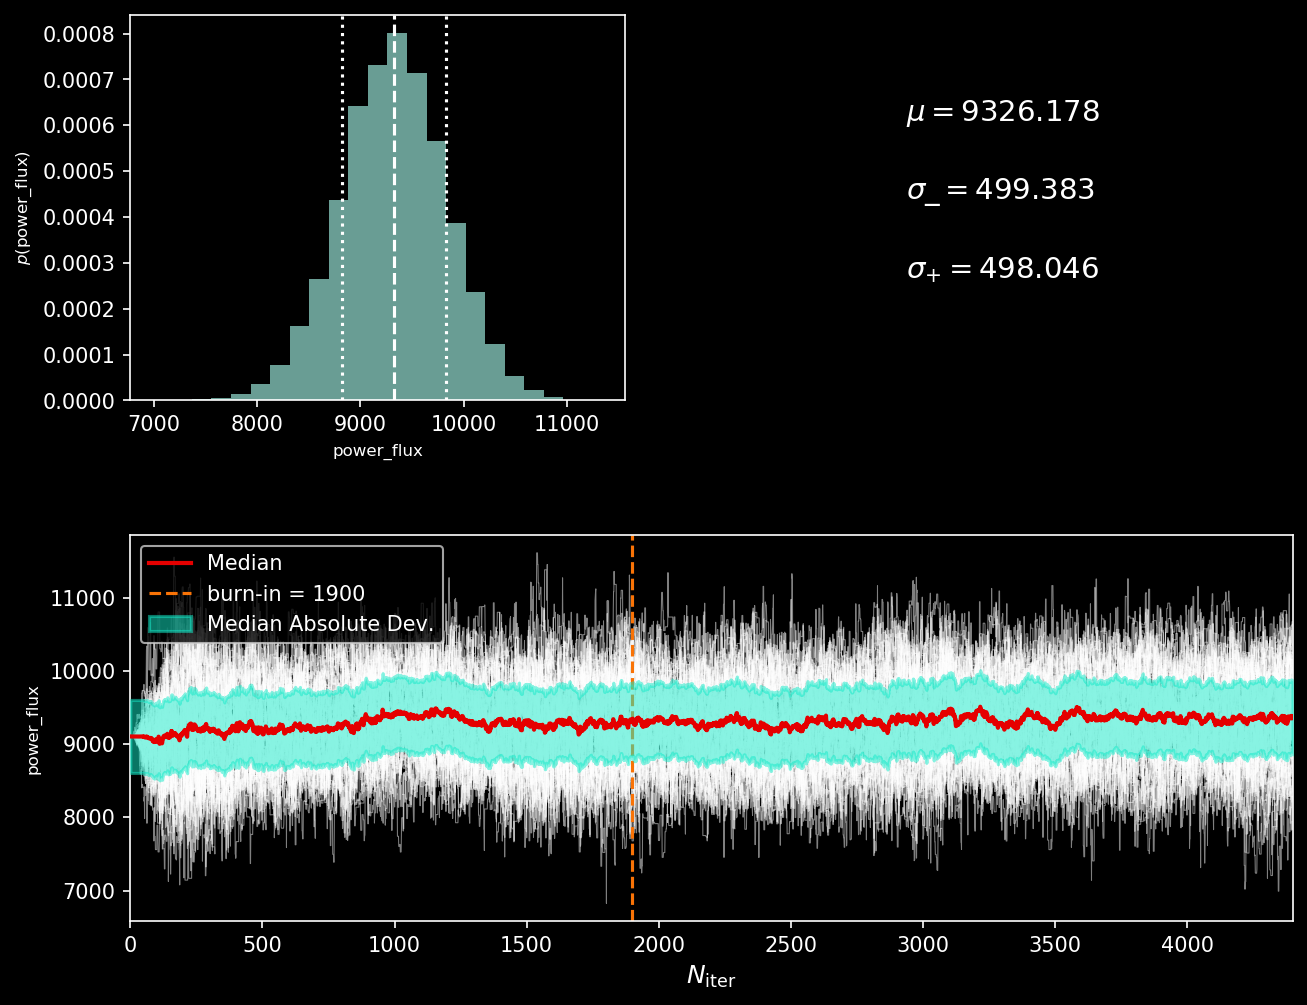 0.0008
0.0007
0.0006
0.0005
0.0004
0.0003
0.0002
0.0001
0.0000
p(power_flux)
7000 8000 9000 10000 11000
power_flux
μ = 9326.178
σ_ = 499.383
σ+ = 498.046
Median
burn-in = 1900
Median Absolute Dev.
11000
10000
9000
8000
7000
power_flux
0 500 1000 1500 2000 2500 3000 3500 4000
Niter